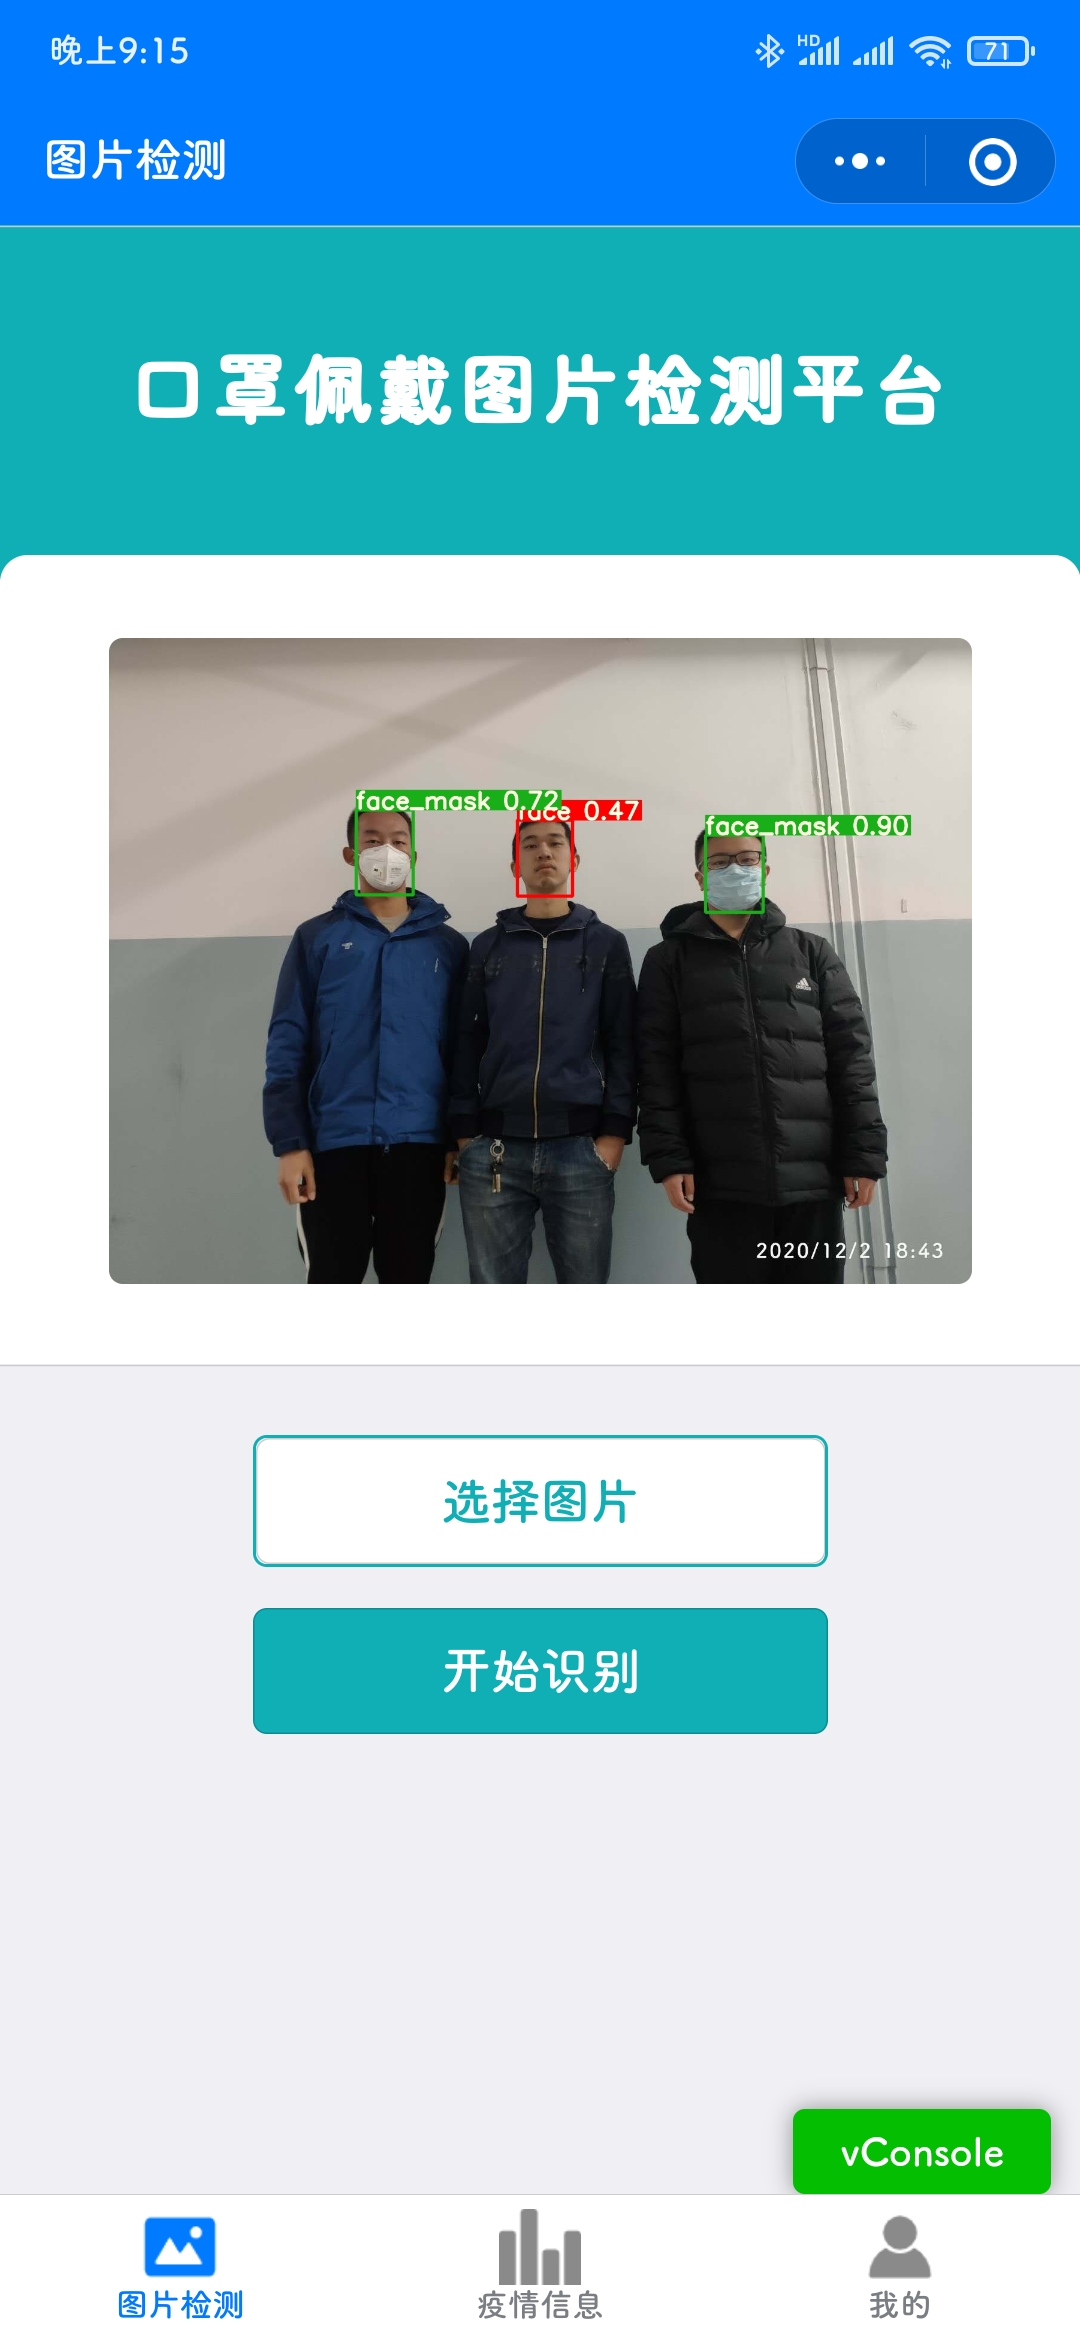 晚上9:15
HD
71
图片检测
口罩佩戴图片检测平台
face_mask 0.72
face 0.47
face_mask 0.90
2020/12/2 18:43
选择图片
开始识别
vConsole
图片检测
疫情信息
我的